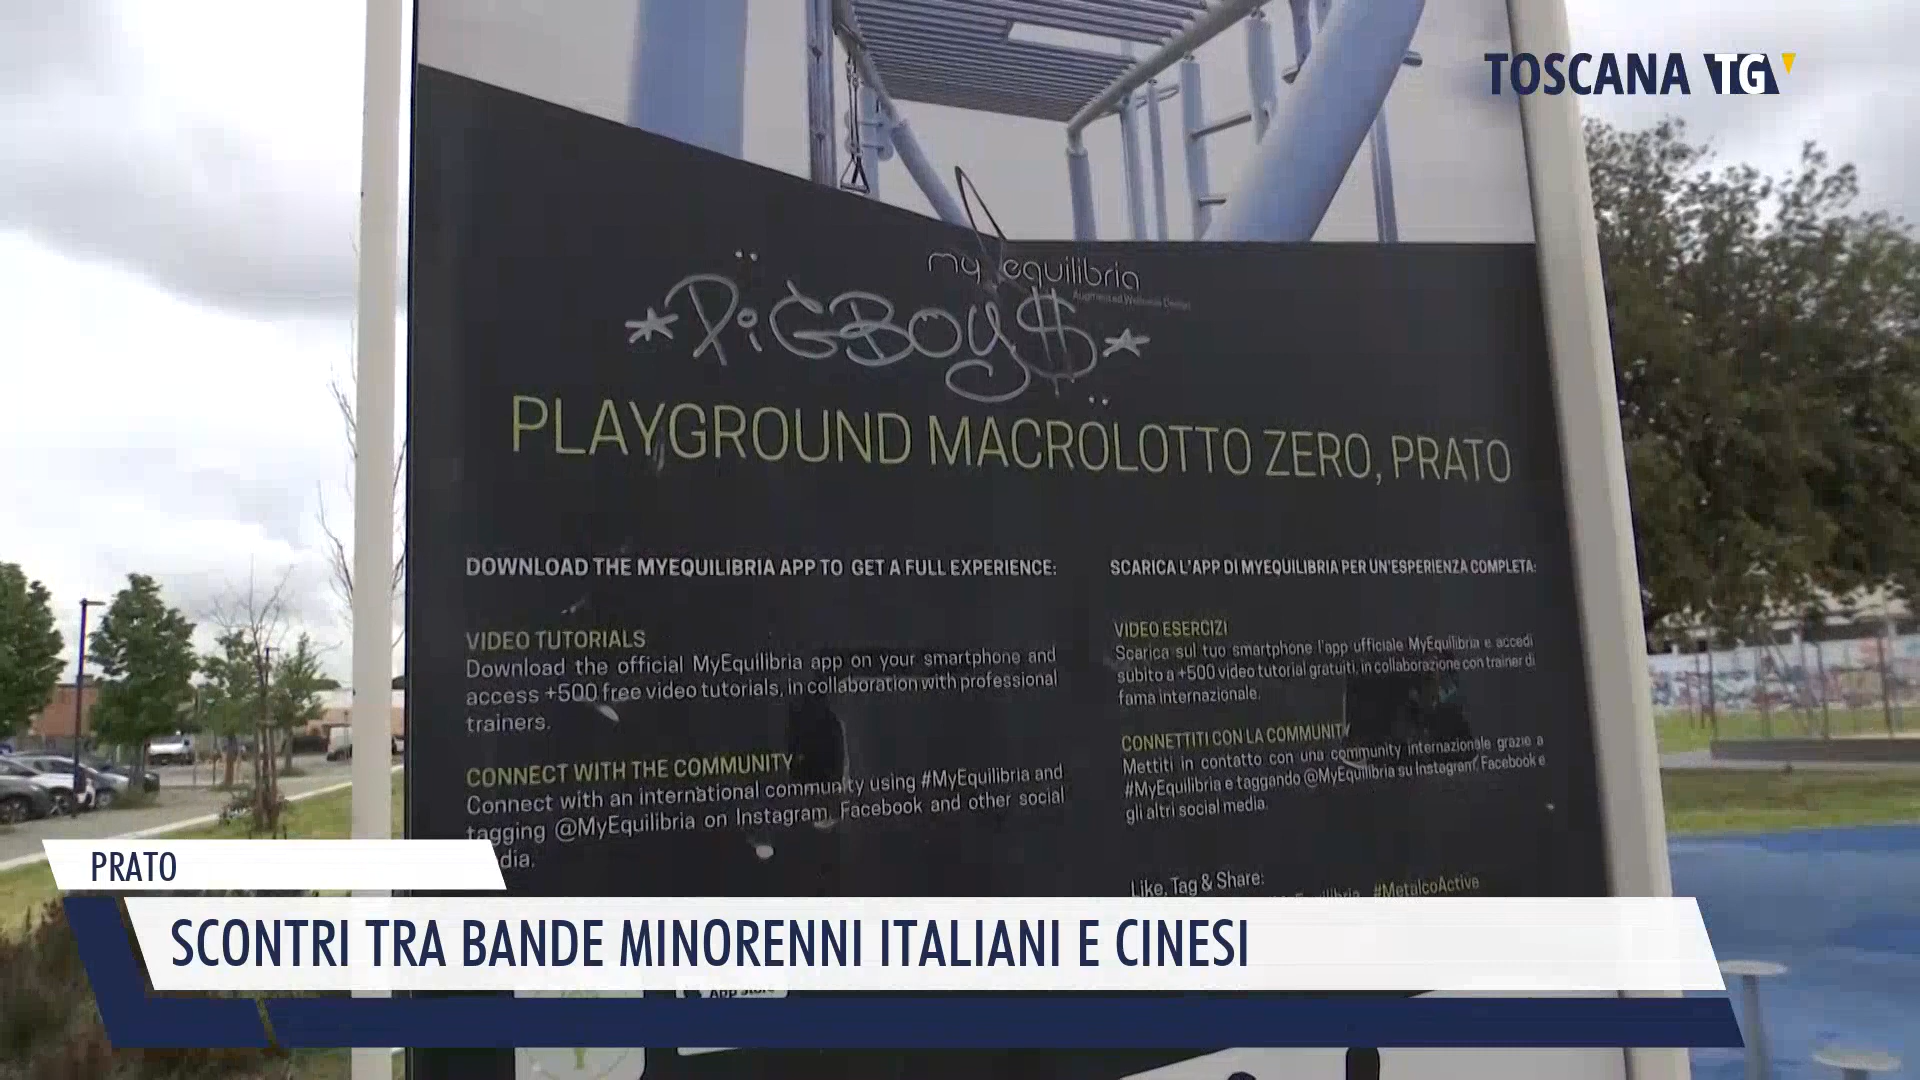 TOSCANA TG
my equilibria
Augmented Wellness Design
*PiGBOY$*
PLAYGROUND MACROLOTTO ZERO, PRATO
DOWNLOAD THE MYEQUILIBRIA APP TO GET A FULL EXPERIENCE:
VIDEO TUTORIALS
Download the official MyEquilibria app on your smartphone and
access +500 free video tutorials, in collaboration with professional
trainers.
CONNECT WITH THE COMMUNITY
Connect with an international community using #MyEquilibria and
tagging @MyEquilibria on Instagram, Facebook and other social
dia.
SCARICA L'APP DI MYEQUILIBRIA PER UN'ESPERIENZA COMPLETA:
VIDEO ESERCIZI
Scarica sul tuo smartphone l'app ufficiale MyEquilibria e accedi
subito a +500 video tutorial gratuiti, in collaborazione con trainer di
fama internazionale.
CONNETTITI CON LA COMMUNITY
Mettiti in contatto con una community internazionale grazie a
#MyEquilibria e taggando @MyEquilibria su Instagram, Facebook e
gli altri social media.
Like, Tag & Share:
#MetalcoActive
PRATO
SCONTRI TRA BANDE MINORENNI ITALIANI E CINESI
App Store